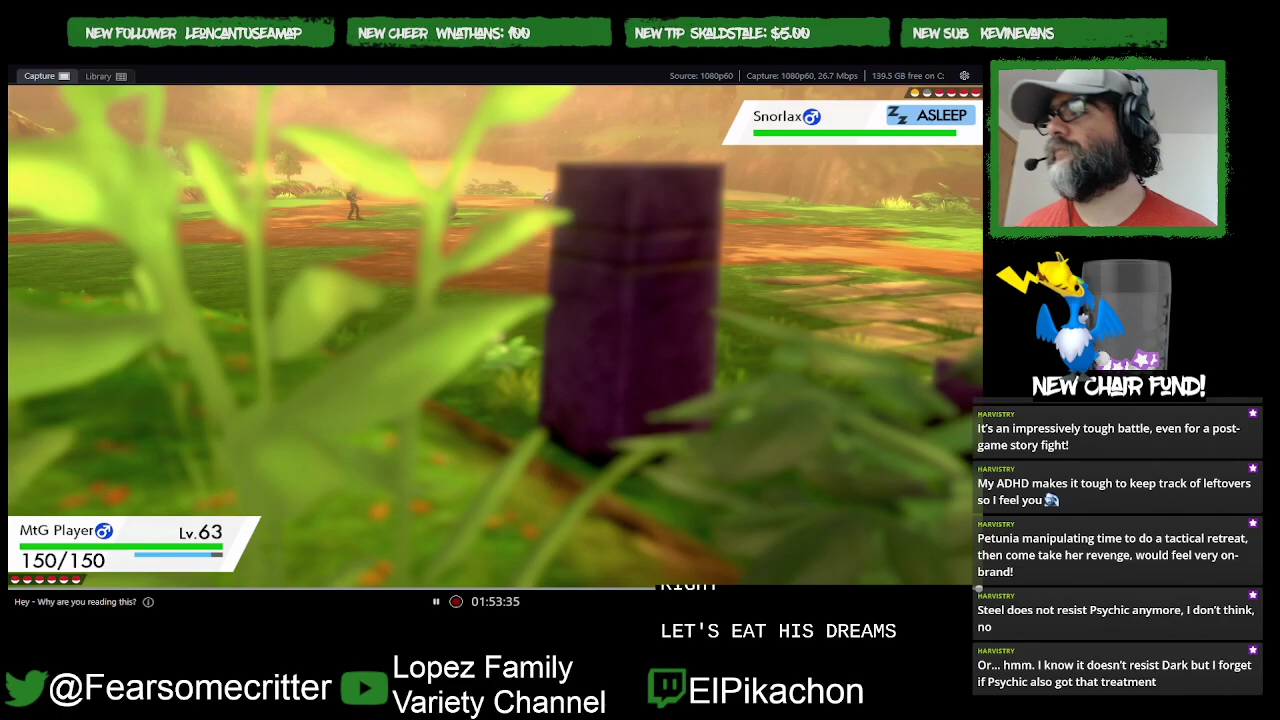 NEW FOLLOWER LEONCANTUSEAMAP
NEW CHEER WNATHANS: 100
NEW TIP SKALDSTALE: $5.00
NEW SUB KEVINEVANS
Capture
Library
Source: 1080p60
Capture: 1080p60, 26.7 Mbps
139.5 GB free on C:
Snorlax♂
ASLEEP
NEW CHAIR FUND!
HARVISTRY
It's an impressively tough battle, even for a post-
game story fight!
HARVISTRY
My ADHD makes it tough to keep track of leftovers
so I feel you
HARVISTRY
Petunia manipulating time to do a tactical retreat,
then come take her revenge, would feel very on-
brand!
HARVISTRY
Steel does not resist Psychic anymore, I don't think,
no
HARVISTRY
Or... hmm. I know it doesn't resist Dark but I forget
if Psychic also got that treatment
MtG Player♂ Lv.63
150/150
Hey - Why are you reading this?
01:53:35
RIGHT
LET'S EAT HIS DREAMS
@Fearsomecritter
Lopez Family
Variety Channel
ElPikachon